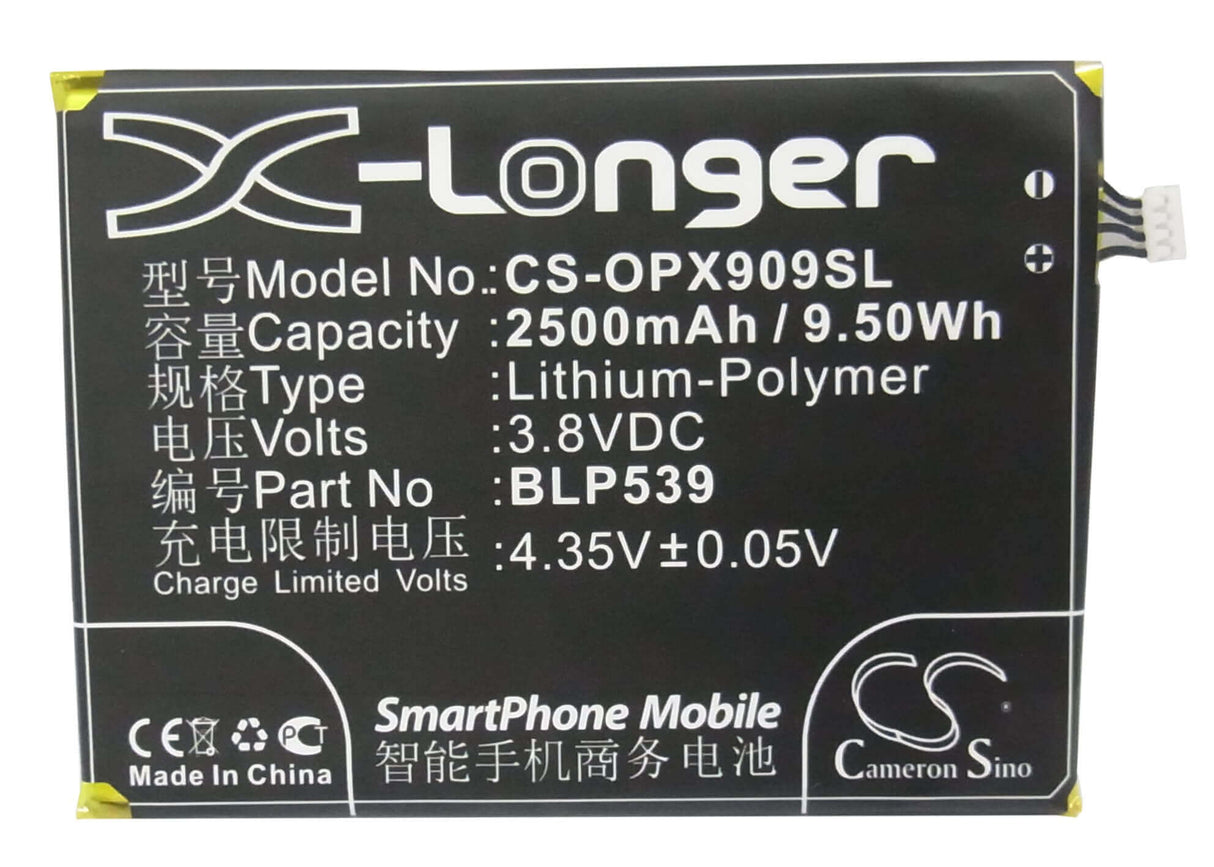 X-Longer
型号Model No.:CS-OPX909SL
容量Capacity :2500mAh / 9.50Wh
规格Type :Lithium-Polymer
电压Volts :3.8VDC
编号Part No :BLP539
充电限制电压
Charge Limited Volts :4.35V±0.05V
SmartPhone Mobile
智能手机商务电池
CE PCT
Made In China
CS
Cameron Sino